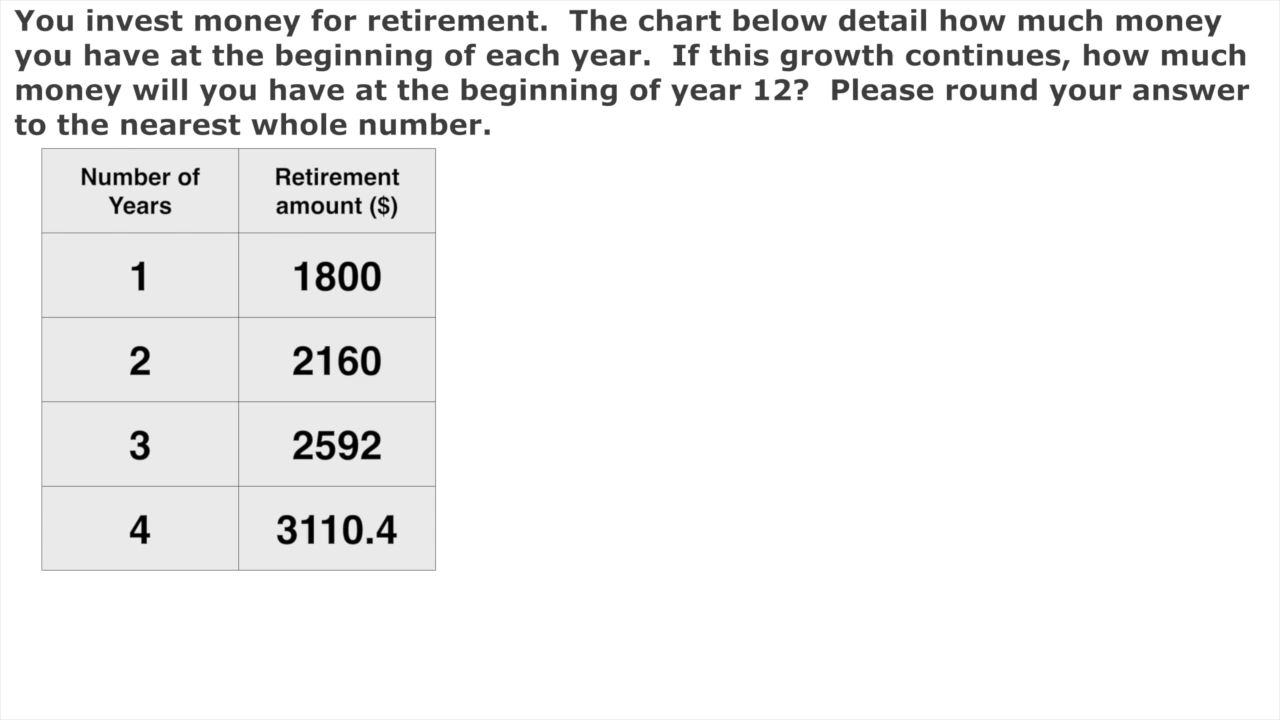 You invest money for retirement.  The chart below detail how much money
you have at the beginning of each year.  If this growth continues, how much
money will you have at the beginning of year 12?  Please round your answer
to the nearest whole number.
Number of Years	Retirement amount ($)
1	1800
2	2160
3	2592
4	3110.4